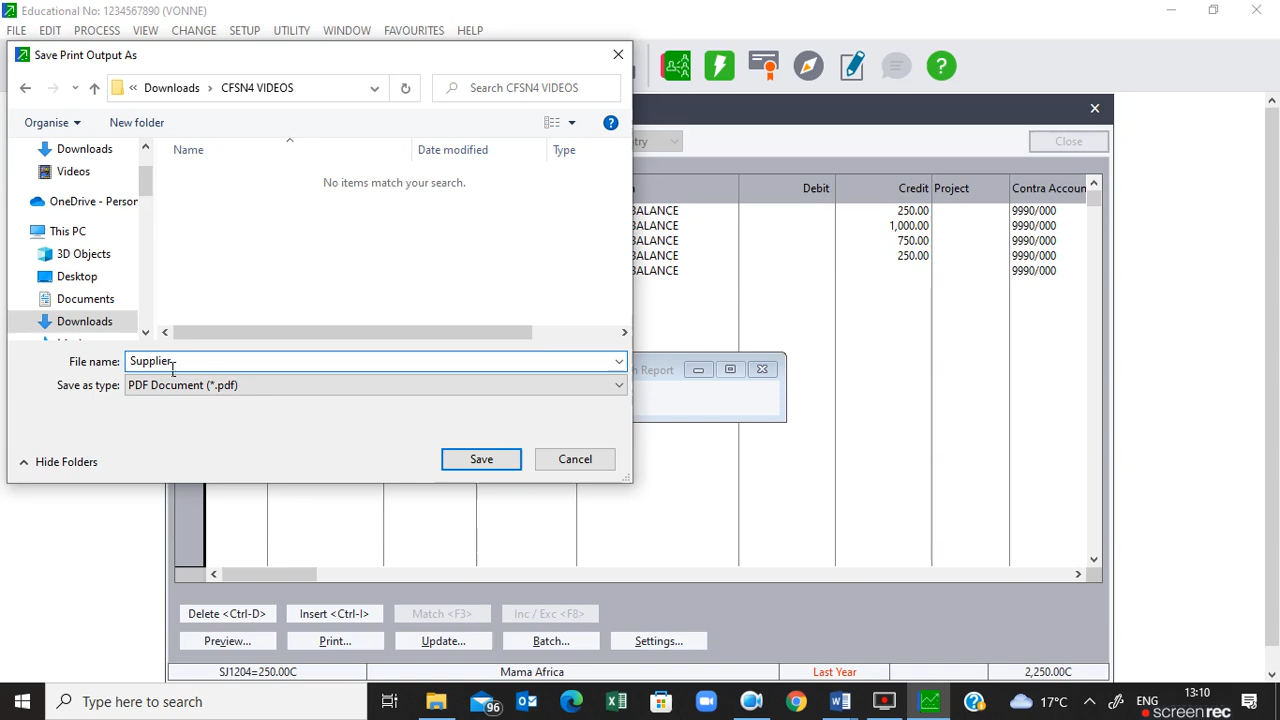 Educational No: 1234567890 (VONNE)
FILE EDIT PROCESS VIEW CHANGE SETUP UTILITY WINDOW FAVOURITES HELP
Save Print Output As
Downloads CFSN4 VIDEOS
Search CFSN4 VIDEOS
Organise New folder
Downloads
Videos
OneDrive - Person
This PC
3D Objects
Desktop
Documents
Downloads
Name Date modified Type
No items match your search.
File name: Supplier-
Save as type: PDF Document (*.pdf)
Hide Folders
Save Cancel
Close
Debit Credit Project Contra Accoun
BALANCE 250.00 9990/000
BALANCE 1,000.00 9990/000
BALANCE 750.00 9990/000
BALANCE 250.00 9990/000
BALANCE 9990/000
Report
Delete <Ctrl-D> Insert <Ctrl-I> Match <F3> Inc / Exc <F8>
Preview... Print... Update... Batch... Settings...
SJ1204=250.00C Mama Africa Last Year 2,250.00C
Type here to search
96
17°C
ENG
13:10
screenrec